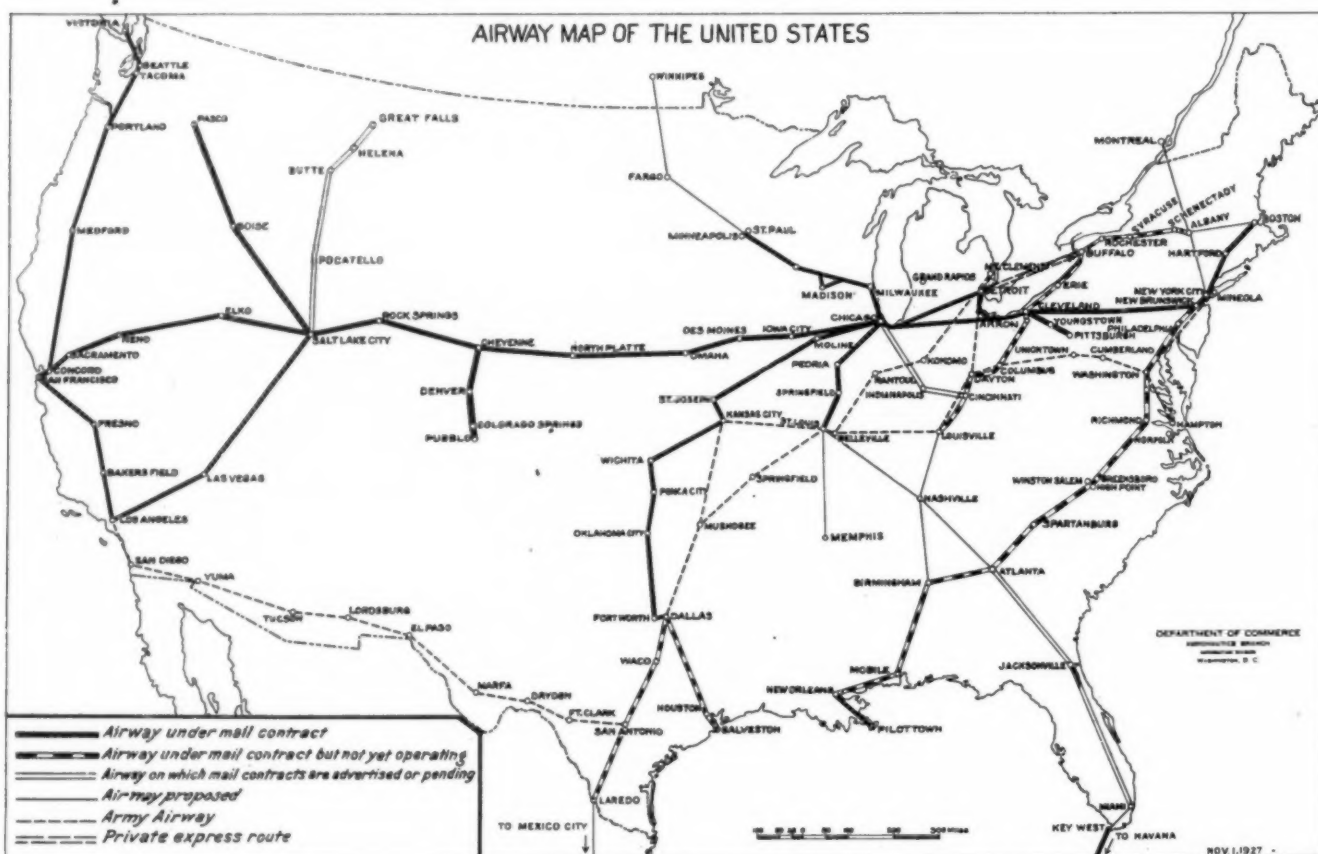 AIRWAY MAP OF THE UNITED STATES
VICTORIA
SEATTLE
TACOMA
PORTLAND
PASCO
GREAT FALLS
HELENA
BUTTE
WINNIPEG
MONTREAL
FARGO
MEDFORD
BOISE
POCATELLO
MINNEAPOLIS
ST. PAUL
MADISON
MILWAUKEE
GRAND RAPIDS
MT. CLEMENS
DETROIT
BUFFALO
ROCHESTER
SYRACUSE
SCHENECTADY
ALBANY
BOSTON
HARTFORD
ERIE
NEW YORK CITY
NEW BRUNSWICK
MINEOLA
ELKO
RENO
SACRAMENTO
CONCORD
SAN FRANCISCO
SALT LAKE CITY
ROCK SPRINGS
CHEYENNE
NORTH PLATTE
OMAHA
DES MOINES
IOWA CITY
MOLINE
CHICAGO
CLEVELAND
AKRON
YOUNGSTOWN
PITTSBURGH
PHILADELPHIA
UNIONTOWN
CUMBERLAND
WASHINGTON
PEORIA
SPRINGFIELD
KOKOMO
RANTOUL
INDIANAPOLIS
DAYTON
COLUMBUS
CINCINNATI
DENVER
COLORADO SPRINGS
PUEBLO
ST. JOSEPH
KANSAS CITY
ST. LOUIS
BELLEVILLE
LOUISVILLE
RICHMOND
HAMPTON
NORFOLK
FRESNO
BAKERSFIELD
LAS VEGAS
LOS ANGELES
WICHITA
PONCA CITY
OKLAHOMA CITY
SPRINGFIELD
MUSKOGEE
MEMPHIS
NASHVILLE
WINSTON SALEM
GREENSBORO
HIGH POINT
SPARTANBURG
ATLANTA
BIRMINGHAM
SAN DIEGO
YUMA
TUCSON
LORDSBURG
EL PASO
FORT WORTH
DALLAS
WACO
MARFA
DRYDEN
FT. CLARK
SAN ANTONIO
HOUSTON
GALVESTON
NEW ORLEANS
PILOTTOWN
MOBILE
JACKSONVILLE
DEPARTMENT OF COMMERCE
AERONAUTICS BRANCH
WASHINGTON, D. C.
LAREDO
TO MEXICO CITY
MIAMI
KEY WEST
TO HAVANA
Airway under mail contract
Airway under mail contract but not yet operating
Airway on which mail contracts are advertised or pending
Airway proposed
Army Airway
Private express route
NOV. 1, 1927